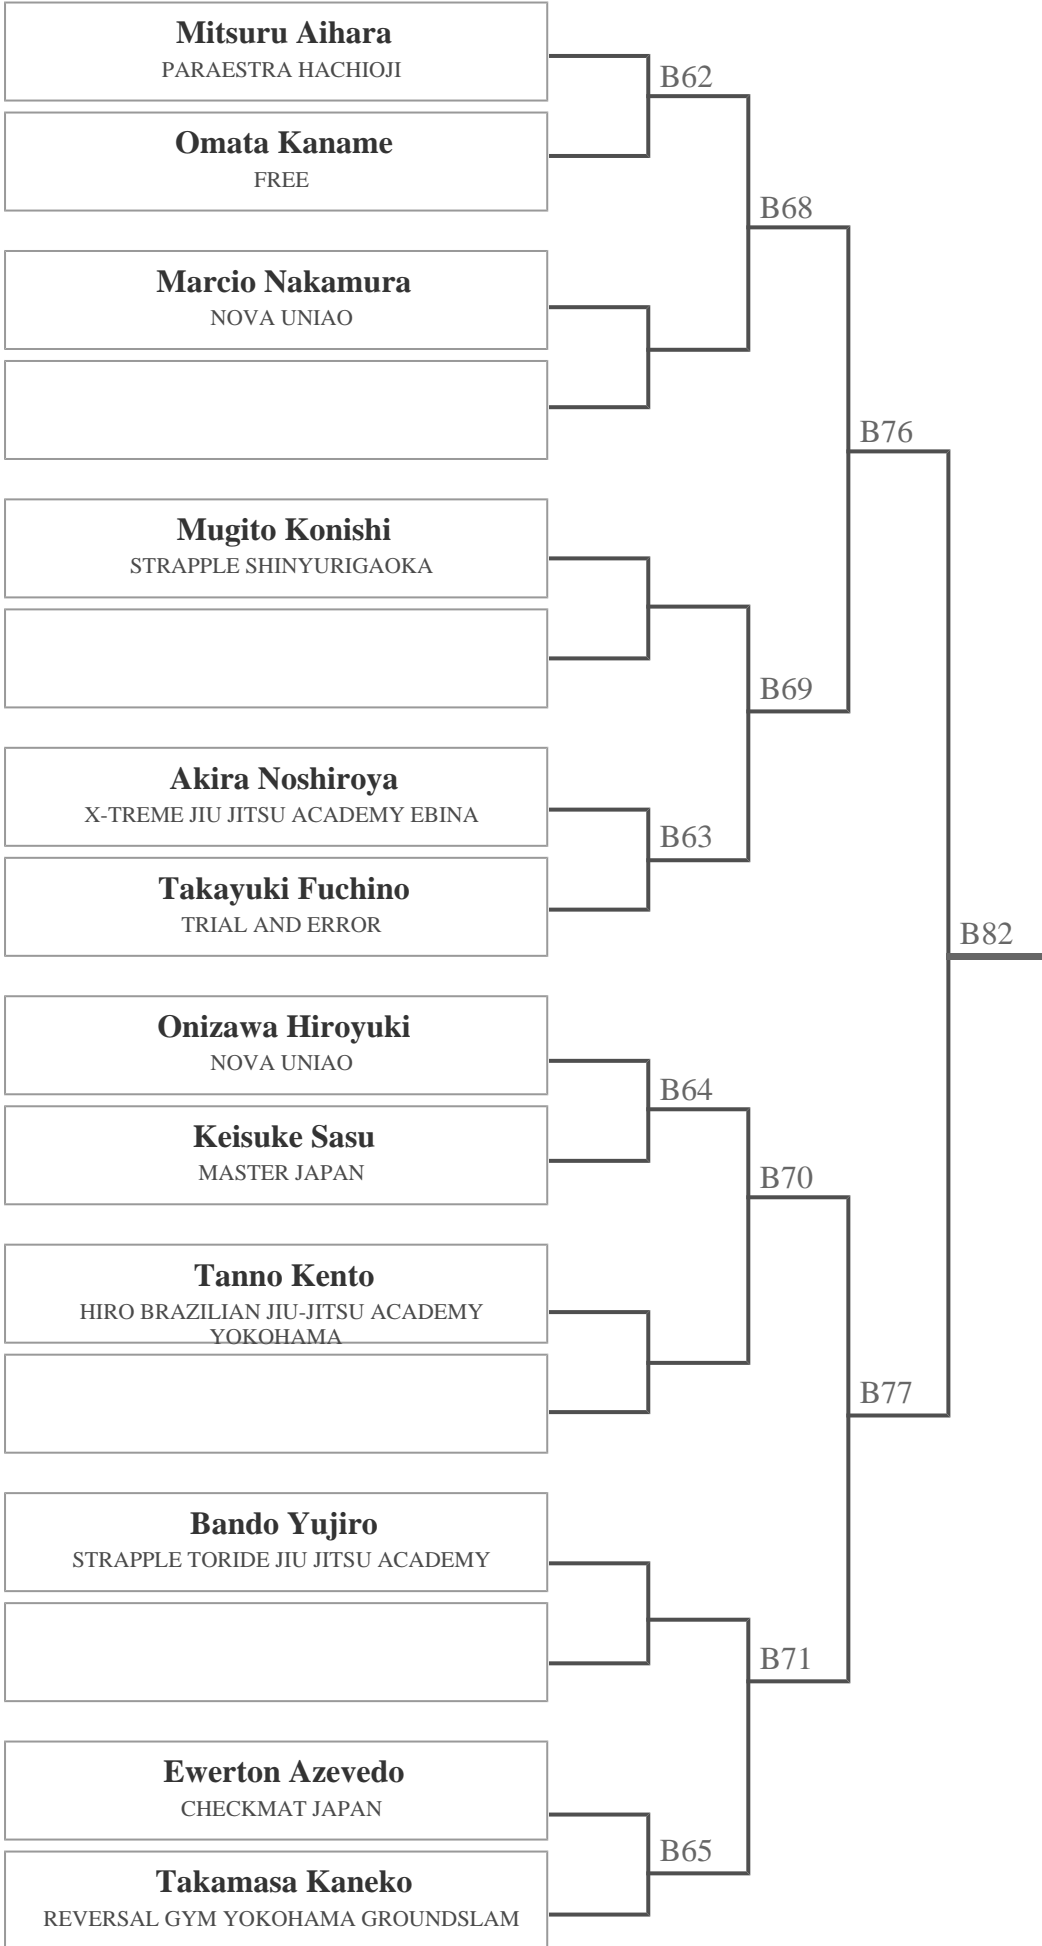 Mitsuru Aihara
PARAESTRA HACHIOJI
B62
Omata Kaname
FREE
B68
Marcio Nakamura
NOVA UNIAO
B76
Mugito Konishi
STRAPPLE SHINYURIGAOKA
B69
Akira Noshiroya
X-TREME JIU JITSU ACADEMY EBINA
B63
Takayuki Fuchino
TRIAL AND ERROR
B82
Onizawa Hiroyuki
NOVA UNIAO
B64
Keisuke Sasu
MASTER JAPAN
B70
Tanno Kento
HIRO BRAZILIAN JIU-JITSU ACADEMY
YOKOHAMA
B77
Bando Yujiro
STRAPPLE TORIDE JIU JITSU ACADEMY
B71
Ewerton Azevedo
CHECKMAT JAPAN
B65
Takamasa Kaneko
REVERSAL GYM YOKOHAMA GROUNDSLAM